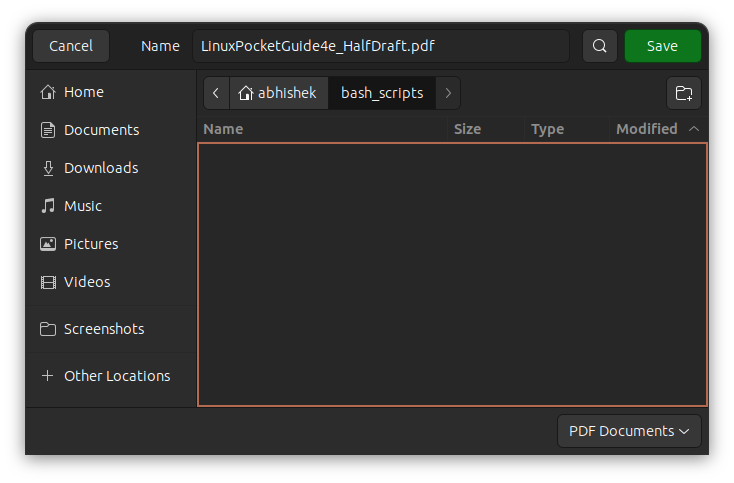 Cancel
Name
LinuxPocketGuide4e_HalfDraft.pdf
Save
Home
Documents
Downloads
Music
Pictures
Videos
Screenshots
Other Locations
abhishek
bash_scripts
Name Size Type Modified
PDF Documents